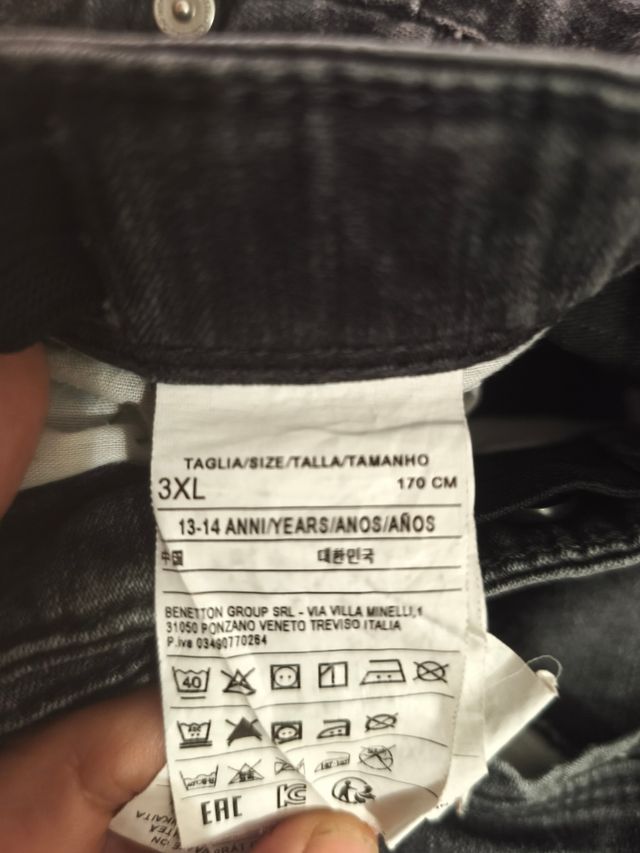 TAGLIA/SIZE/TALLA/TAMANHO
3XL 170 CM
13-14 ANNI/YEARS/ANOS/AÑOS
中国 대한민국
BENETTON GROUP SRL - VIA VILLA MINELLI,1
31050 PONZANO VENETO TREVISO ITALIA
P.iva 03490770264
40
EAC